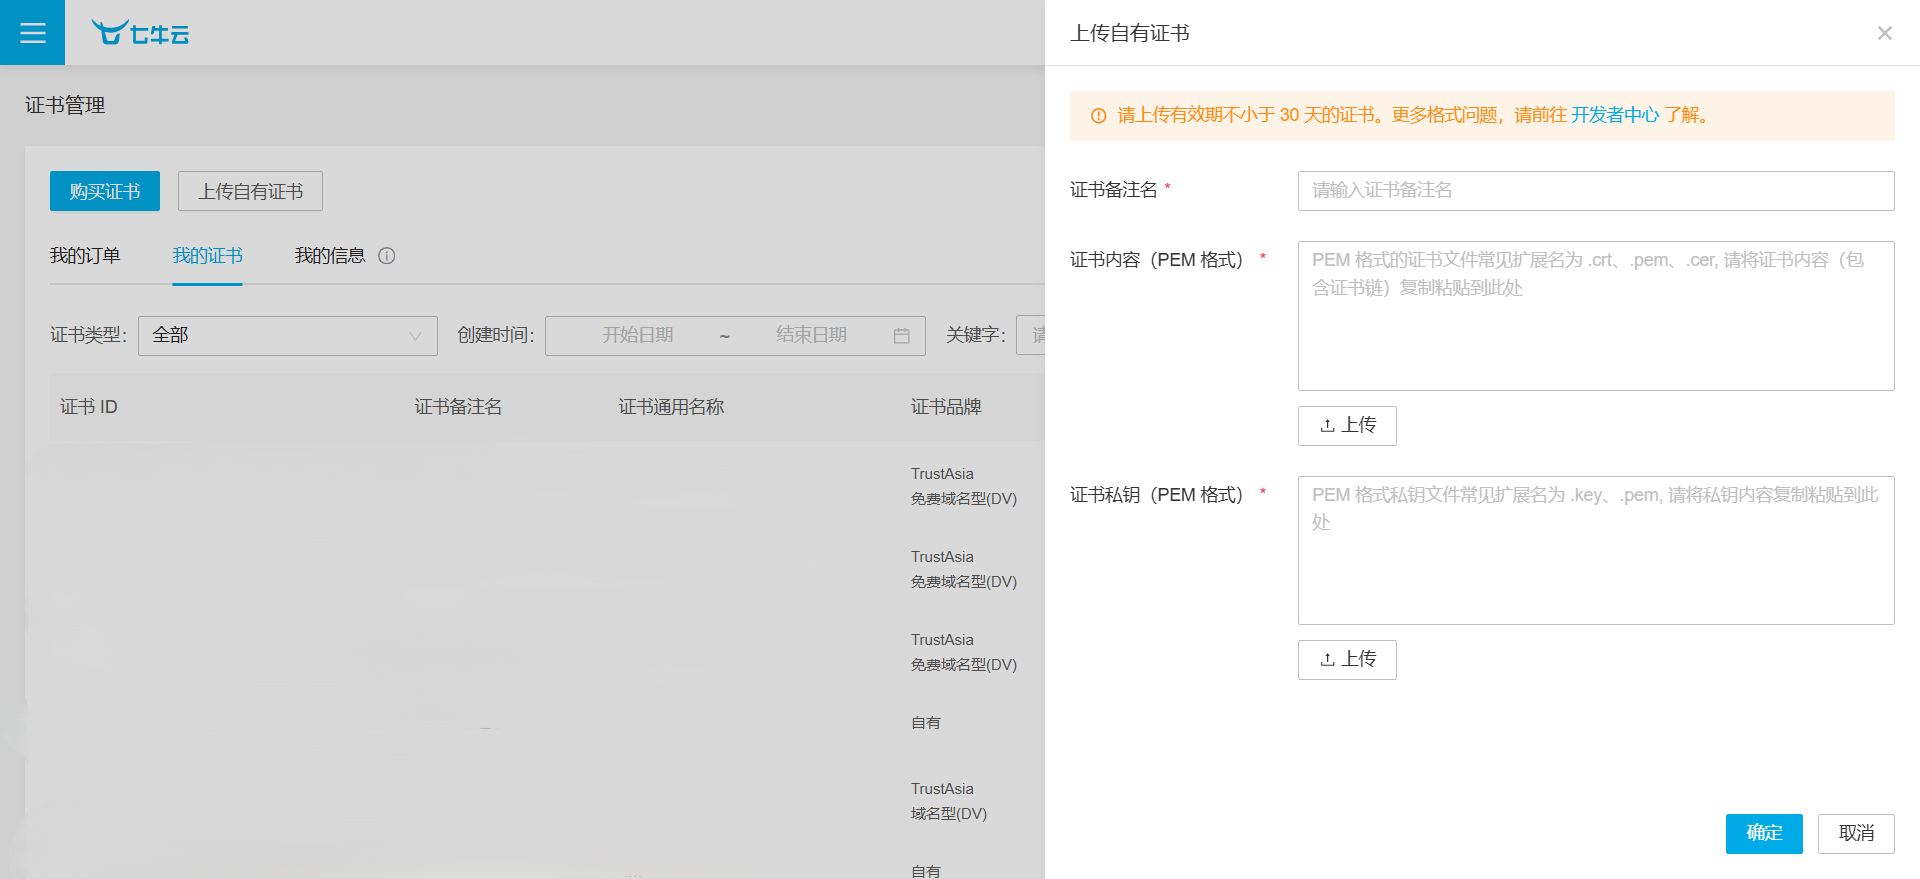 七牛云
证书管理
购买证书
上传自有证书
我的订单
我的证书
我的信息
证书类型:
全部
创建时间:
开始日期
~
结束日期
关键字:
请
证书 ID
证书备注名
证书通用名称
证书品牌
TrustAsia
免费域名型(DV)
TrustAsia
免费域名型(DV)
TrustAsia
免费域名型(DV)
自有
TrustAsia
域名型(DV)
自有
上传自有证书
请上传有效期不小于 30 天的证书。更多格式问题，请前往 开发者中心 了解。
证书备注名 *
请输入证书备注名
证书内容（PEM 格式） *
PEM 格式的证书文件常见扩展名为 .crt、.pem、.cer, 请将证书内容（包
含证书链）复制粘贴到此处
上传
证书私钥（PEM 格式） *
PEM 格式私钥文件常见扩展名为 .key、.pem, 请将私钥内容复制粘贴到此
处
上传
确定
取消